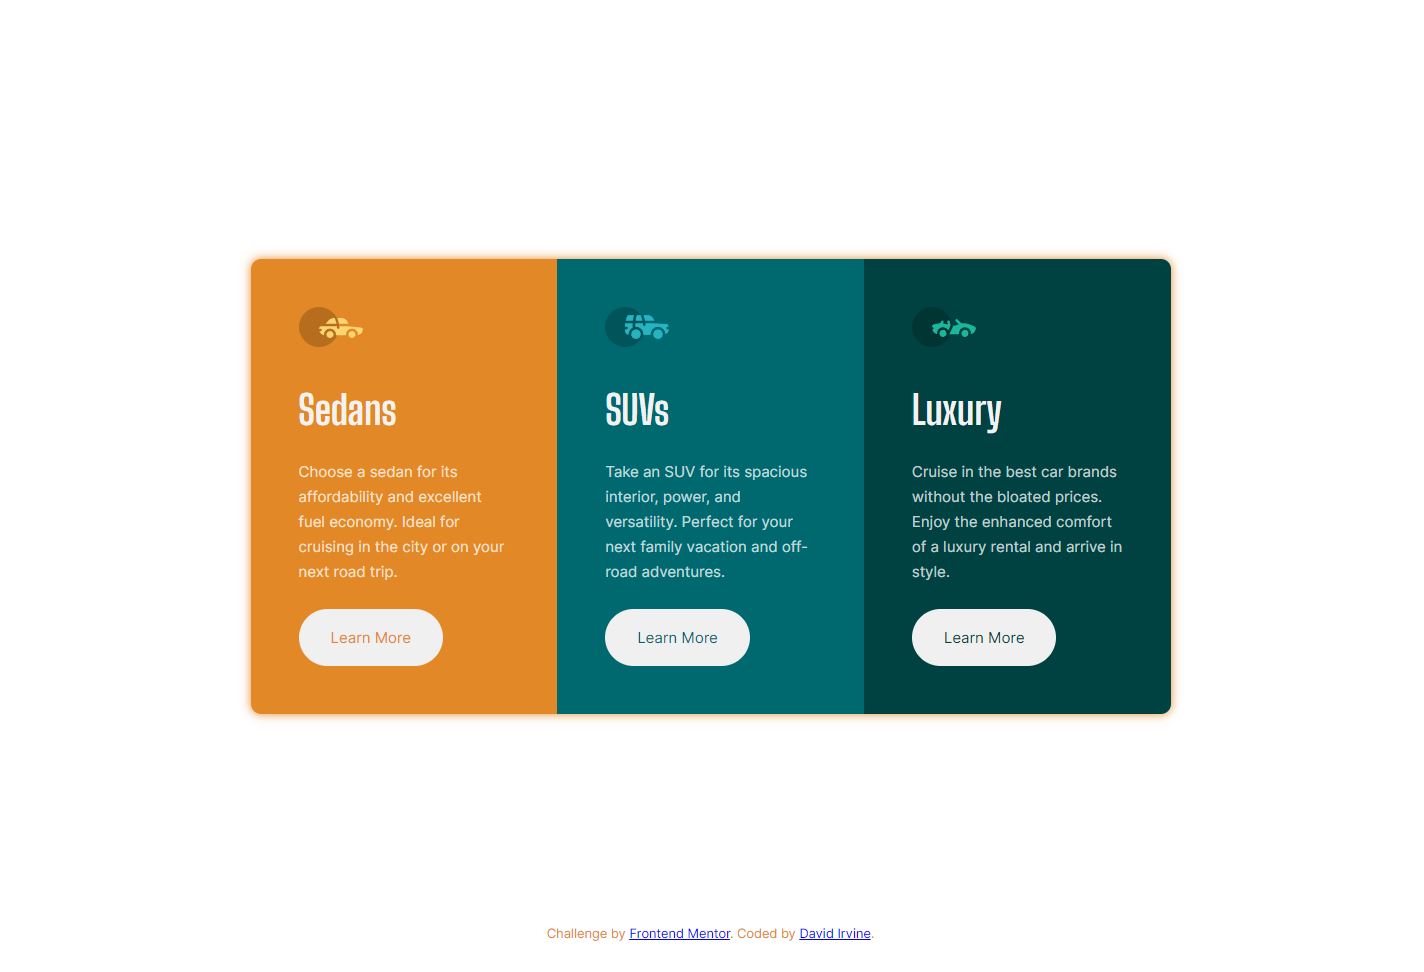 Sedans
Choose a sedan for its
affordability and excellent
fuel economy. Ideal for
cruising in the city or on your
next road trip.
Learn More
SUVs
Take an SUV for its spacious
interior, power, and
versatility. Perfect for your
next family vacation and off-
road adventures.
Learn More
Luxury
Cruise in the best car brands
without the bloated prices.
Enjoy the enhanced comfort
of a luxury rental and arrive in
style.
Learn More
Challenge by Frontend Mentor. Coded by David Irvine.